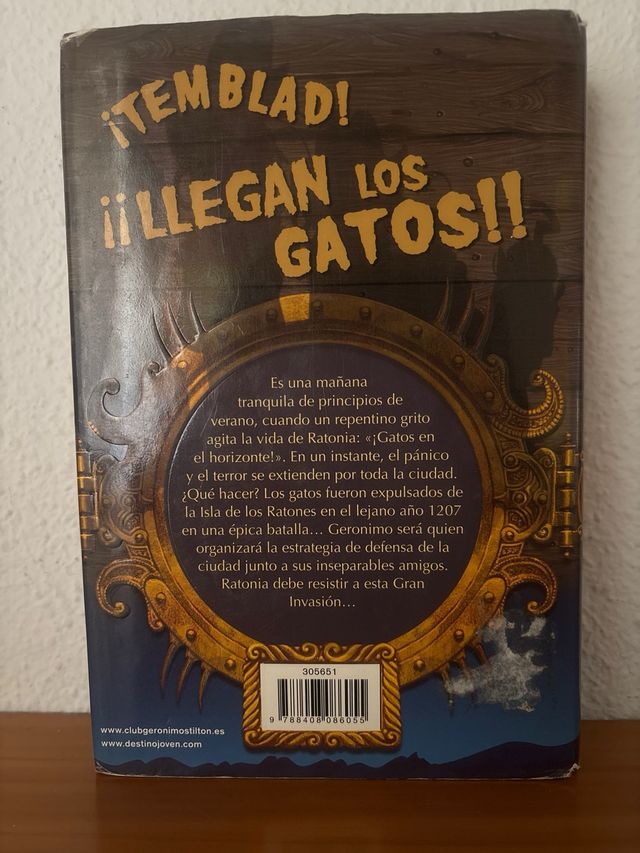 ¡TEMBLAD!
¡¡LLEGAN LOS
GATOS!!
Es una mañana
tranquila de principios de
verano, cuando un repentino grito
agita la vida de Ratonia: «¡Gatos en
el horizonte!». En un instante, el pánico
y el terror se extienden por toda la ciudad.
¿Qué hacer? Los gatos fueron expulsados de
la Isla de los Ratones en el lejano año 1207
en una épica batalla... Geronimo será quien
organizará la estrategia de defensa de la
ciudad junto a sus inseparables amigos.
Ratonia debe resistir a esta Gran
Invasión...
305651
9 788408 086055
www.clubgeronimostilton.es
www.destinojoven.com